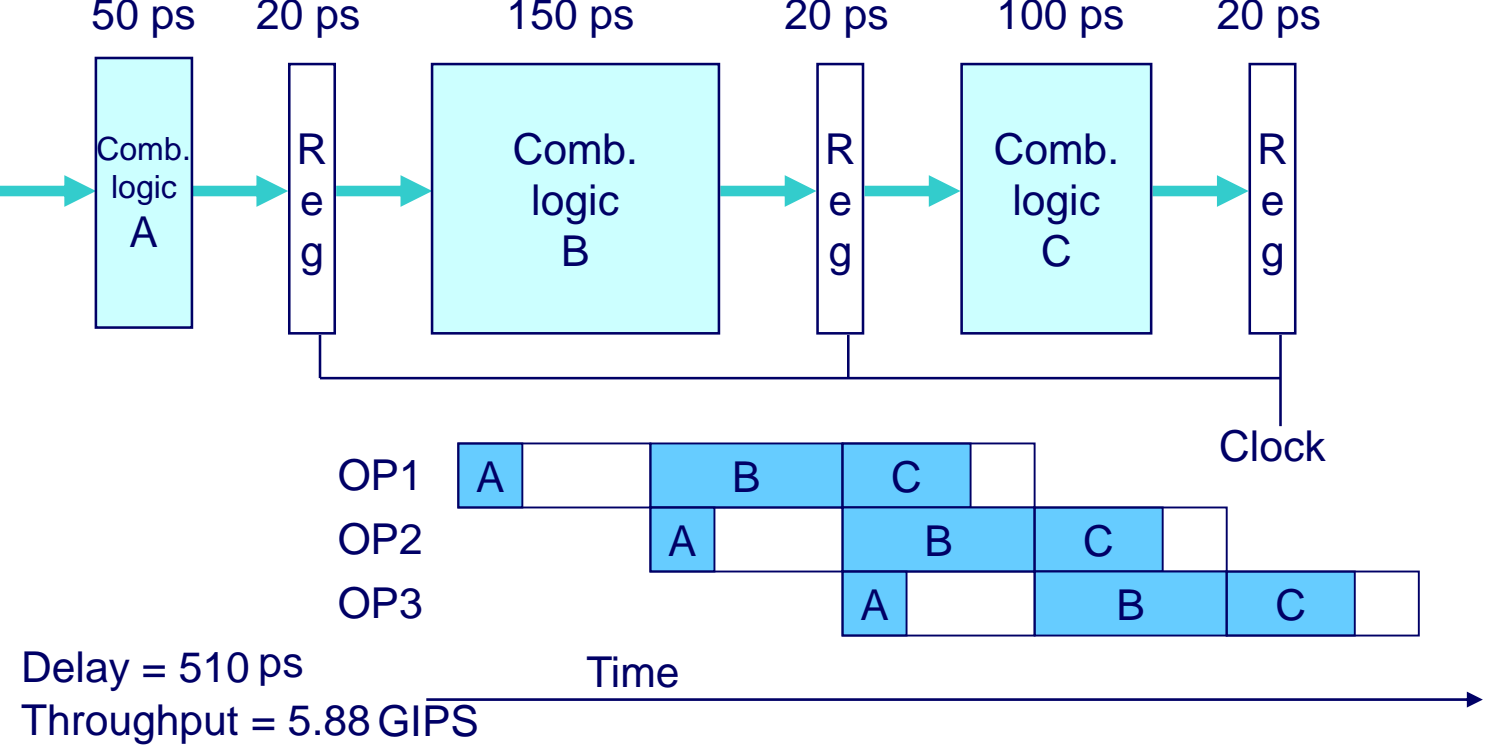 50 ps 20 ps 150 ps 20 ps 100 ps 20 ps
Comb.
logic
A
R
e
g
Comb.
logic
B
R
e
g
Comb.
logic
C
R
e
g
Clock
OP1 A B C
OP2 A B C
OP3 A B C
Delay = 510 ps
Throughput = 5.88 GIPS
Time